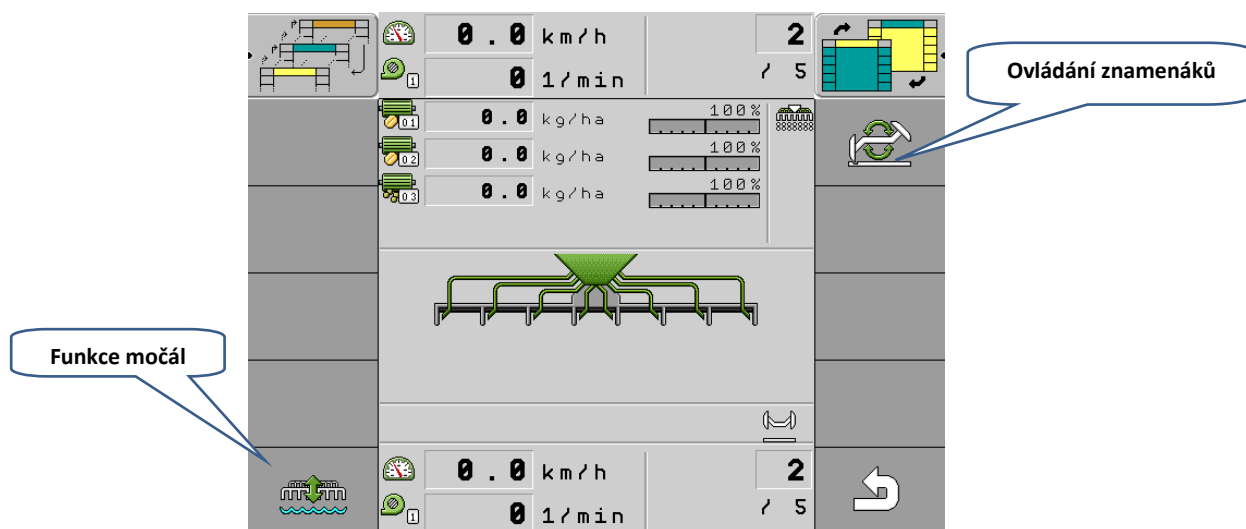 0.0 km/h 2
1 0 1/min / 5
Ovládání znamenáků
01 0.0 kg/ha 100%
02 0.0 kg/ha 100%
03 0.0 kg/ha 100%
Funkce močál
0.0 km/h 2
1 0 1/min / 5